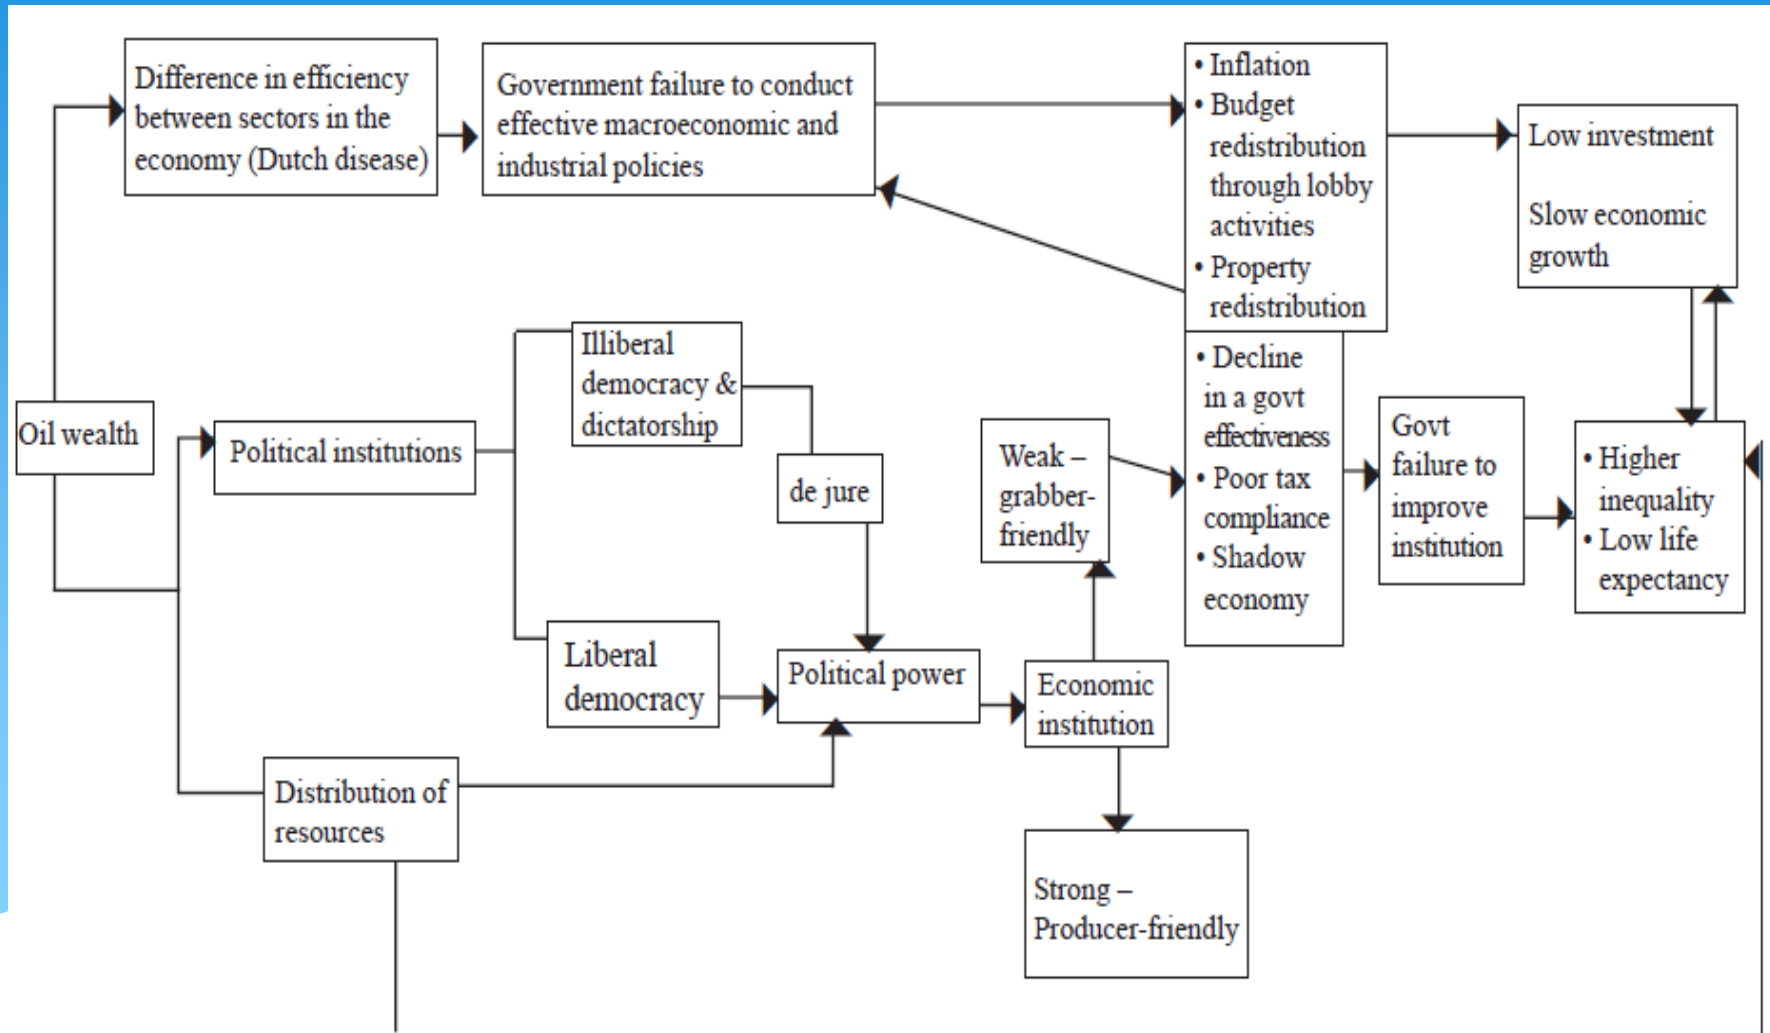 Difference in efficiency
between sectors in the
economy (Dutch disease)
Government failure to conduct
effective macroeconomic and
industrial policies
• Inflation
• Budget
redistribution
through lobby
activities
• Property
redistribution
Low investment
Slow economic
growth
Oil wealth
Political institutions
Illiberal
democracy &
dictatorship
de jure
Liberal
democracy
Political power
Distribution of
resources
Weak –
grabber-
friendly
Economic
institution
Strong –
Producer-friendly
• Decline
in a govt
effectiveness
• Poor tax
compliance
• Shadow
economy
Govt
failure to
improve
institution
• Higher
inequality
• Low life
expectancy